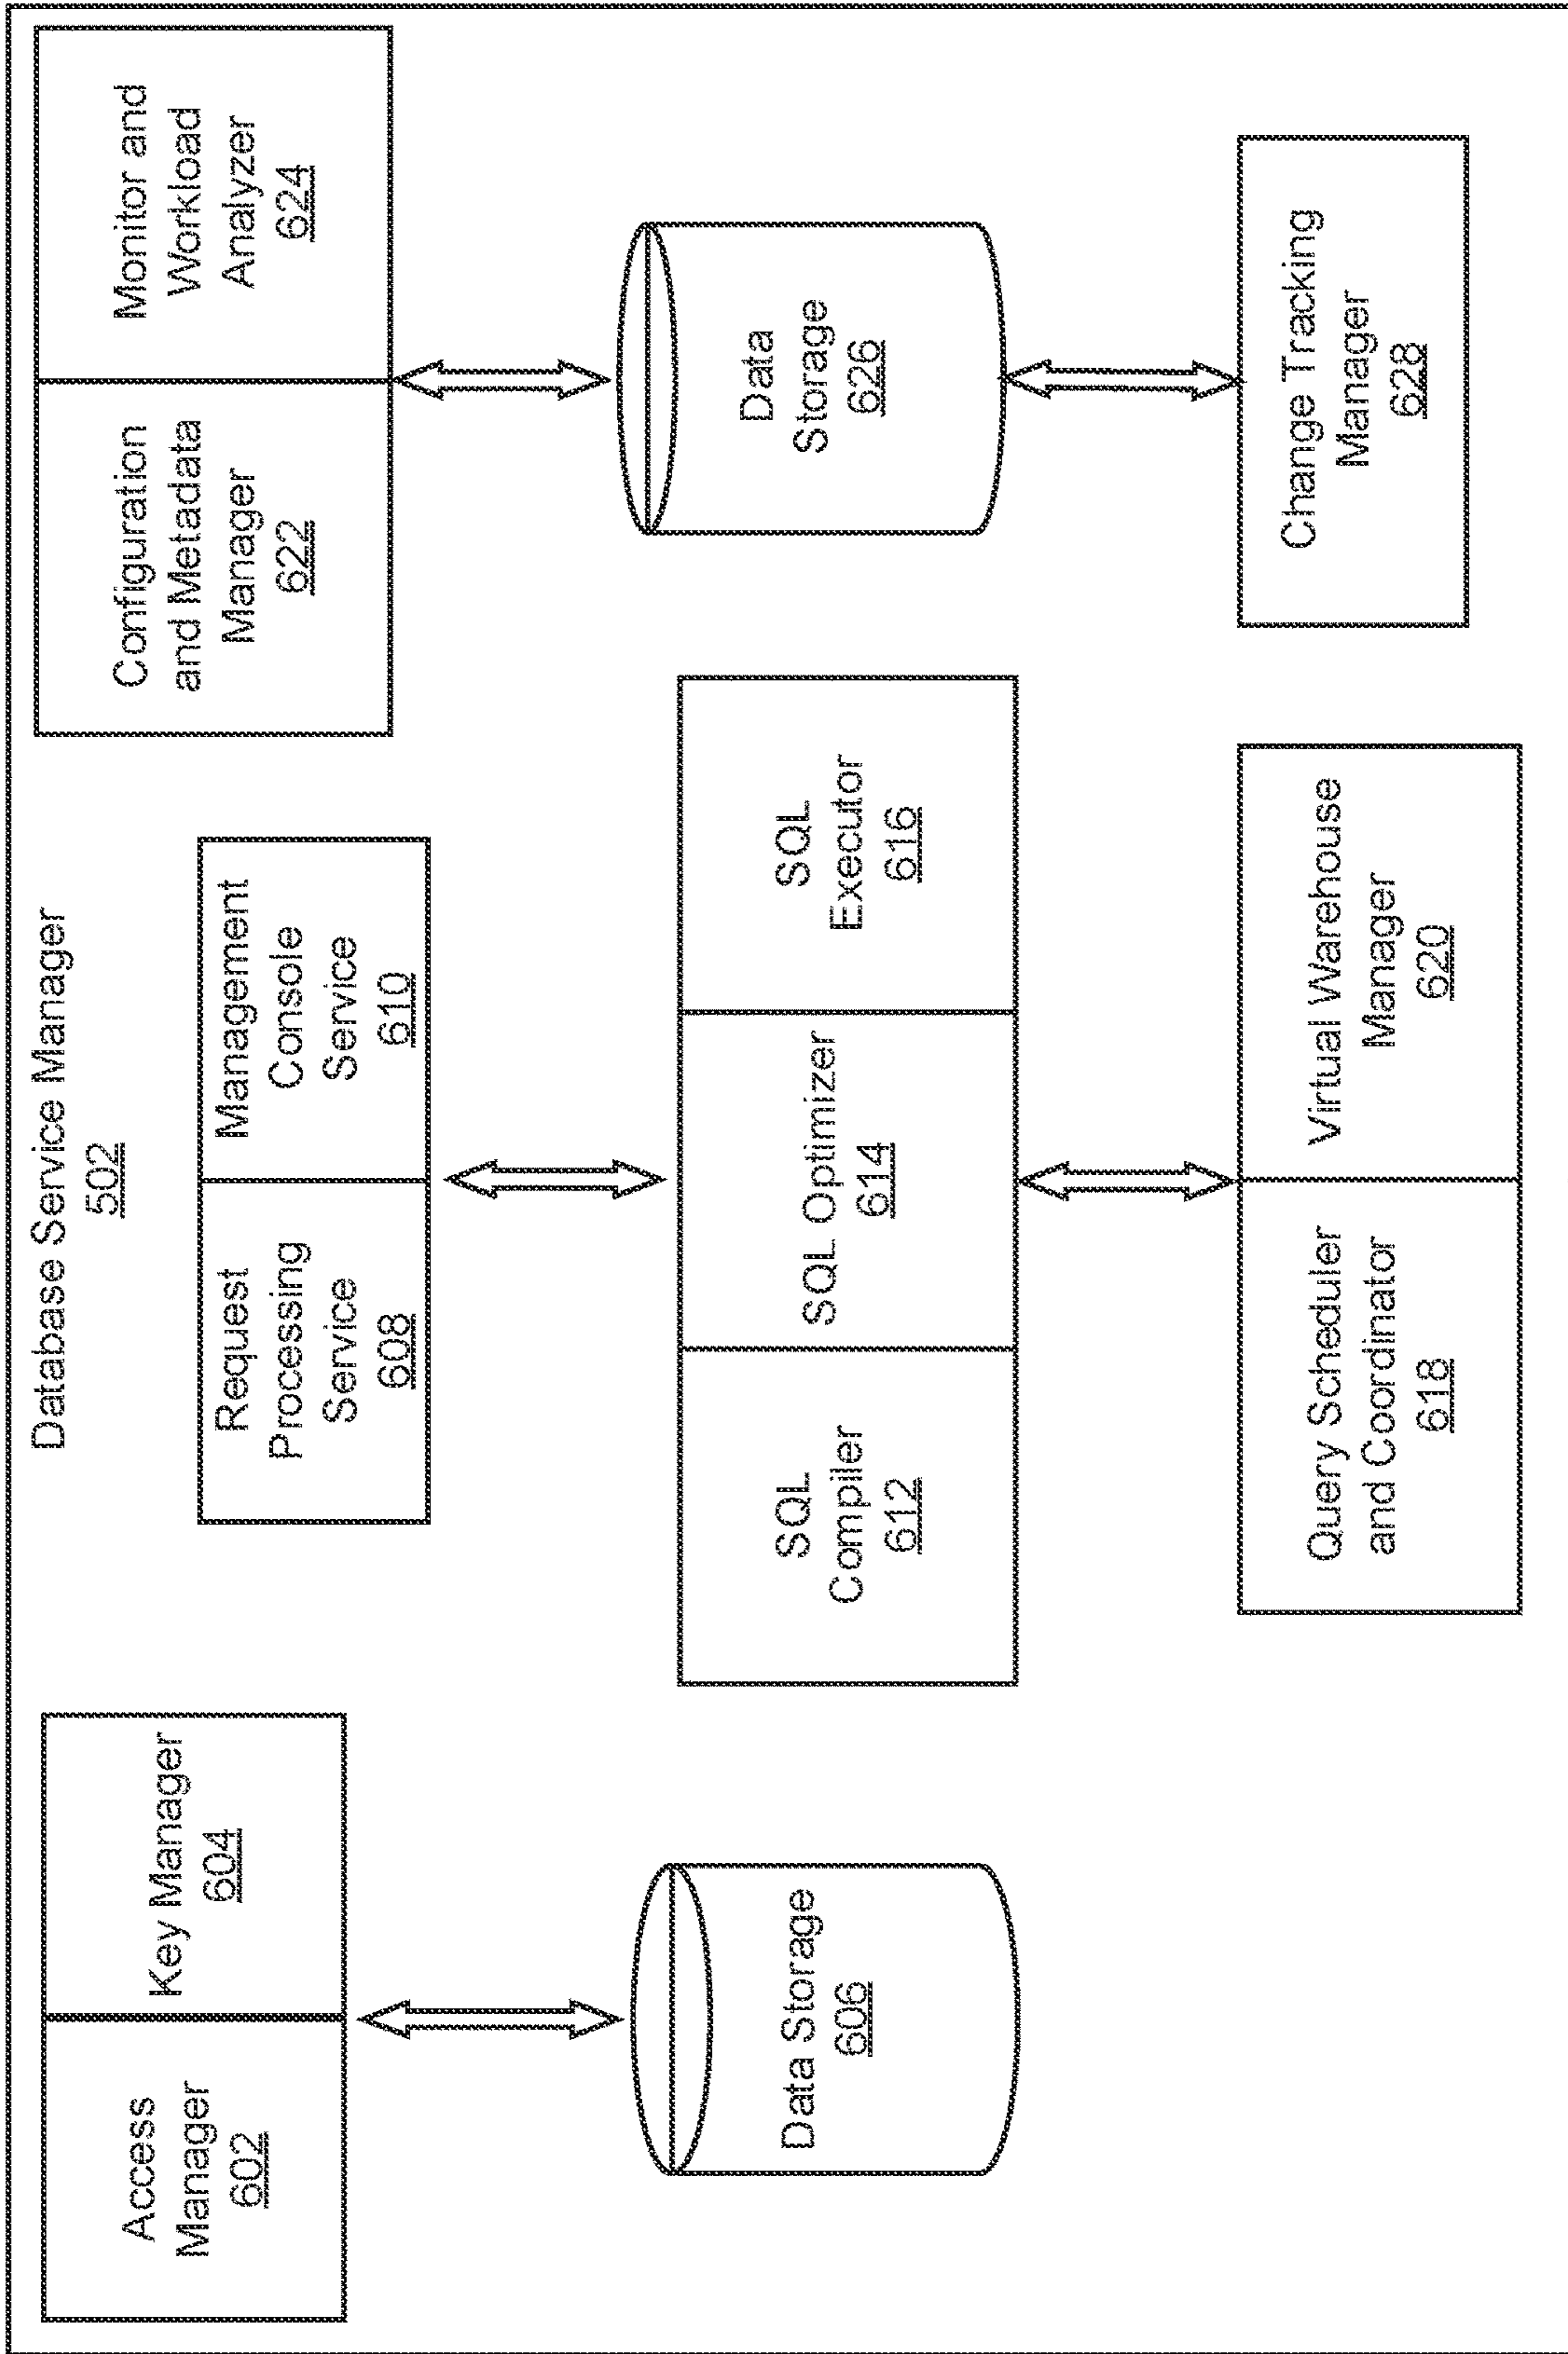 Database Service Manager
502
Access
Manager
602
Key Manager
604
Data Storage
606
Request
Processing
Service
608
Management
Console
Service
610
SQL
Compiler
612
SQL Optimizer
614
SQL
Executor
616
Query Scheduler
and Coordinator
618
Virtual Warehouse
Manager
620
Configuration
and Metadata
Manager
622
Monitor and
Workload
Analyzer
624
Data
Storage
626
Change Tracking
Manager
628